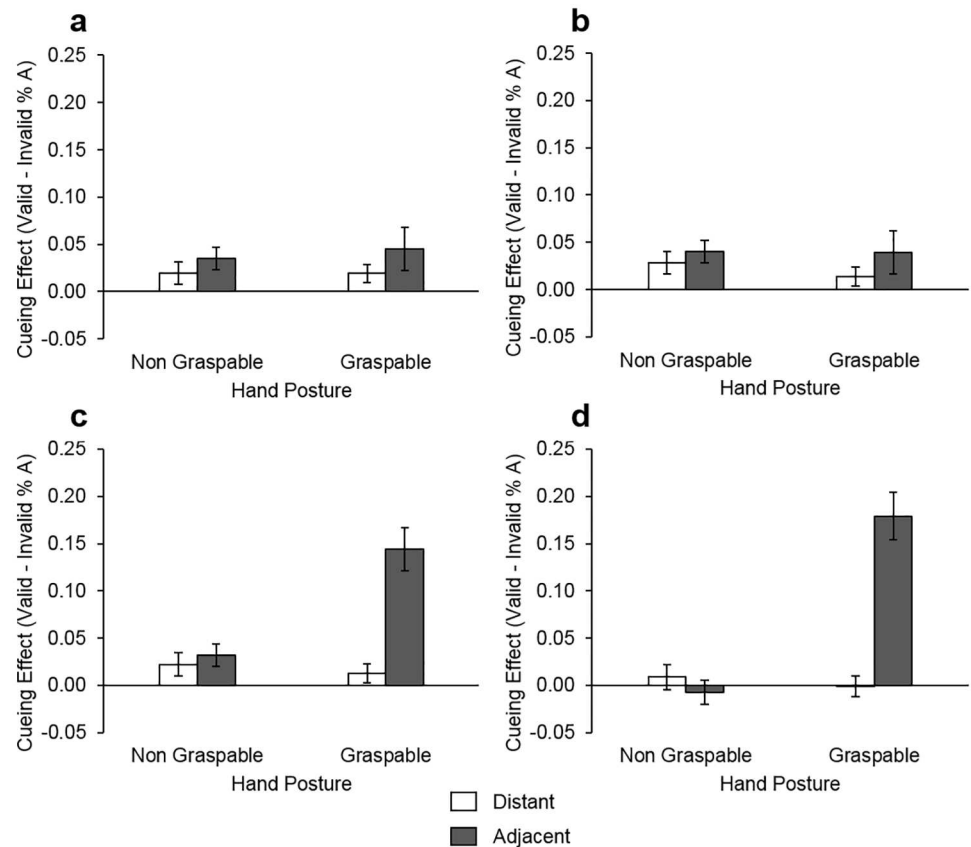 a
Cueing Effect (Valid - Invalid % A)
0.25
0.20
0.15
0.10
0.05
0.00
-0.05
Non Graspable
Graspable
Hand Posture
b
Cueing Effect (Valid - Invalid % A)
0.25
0.20
0.15
0.10
0.05
0.00
-0.05
Non Graspable
Graspable
Hand Posture
c
Cueing Effect (Valid - Invalid % A)
0.25
0.20
0.15
0.10
0.05
0.00
-0.05
Non Graspable
Graspable
Hand Posture
d
Cueing Effect (Valid - Invalid % A)
0.25
0.20
0.15
0.10
0.05
0.00
-0.05
Non Graspable
Graspable
Hand Posture
Distant
Adjacent